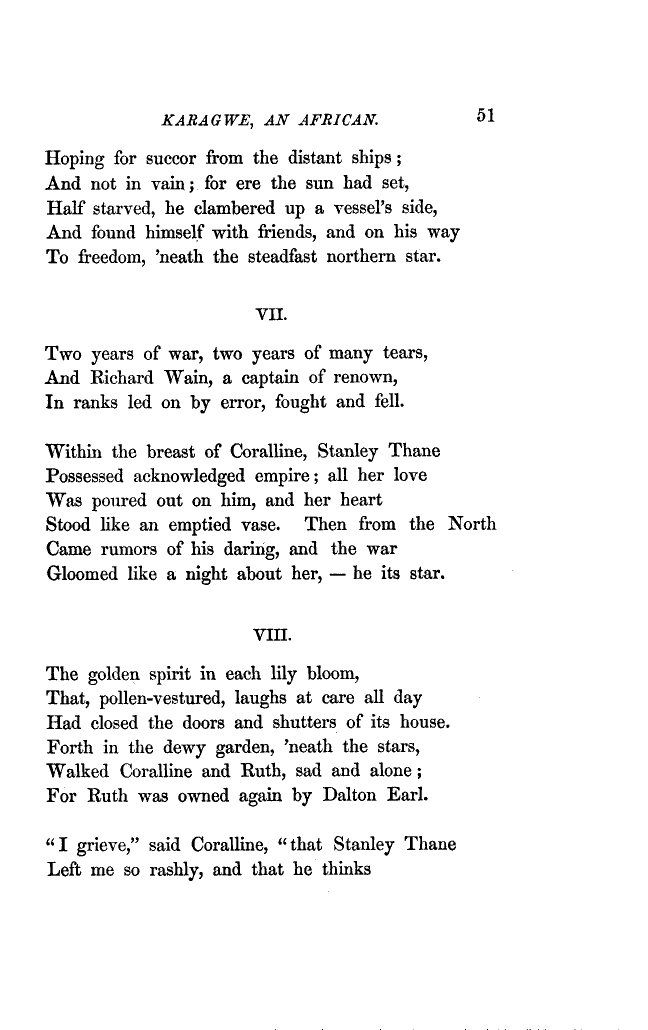 KARAGWE, AN AFRICAN. 51
Hoping for succor from the distant ships;
And not in vain; for ere the sun had set,
Half starved, he clambered up a vessel's side,
And found himself with friends, and on his way
To freedom, 'neath the steadfast northern star.
VII.
Two years of war, two years of many tears,
And Richard Wain, a captain of renown,
In ranks led on by error, fought and fell.
Within the breast of Coralline, Stanley Thane
Possessed acknowledged empire; all her love
Was poured out on him, and her heart
Stood like an emptied vase. Then from the North
Came rumors of his daring, and the war
Gloomed like a night about her, — he its star.
VIII.
The golden spirit in each lily bloom,
That, pollen-vestured, laughs at care all day
Had closed the doors and shutters of its house.
Forth in the dewy garden, 'neath the stars,
Walked Coralline and Ruth, sad and alone;
For Ruth was owned again by Dalton Earl.
"I grieve," said Coralline, "that Stanley Thane
Left me so rashly, and that he thinks